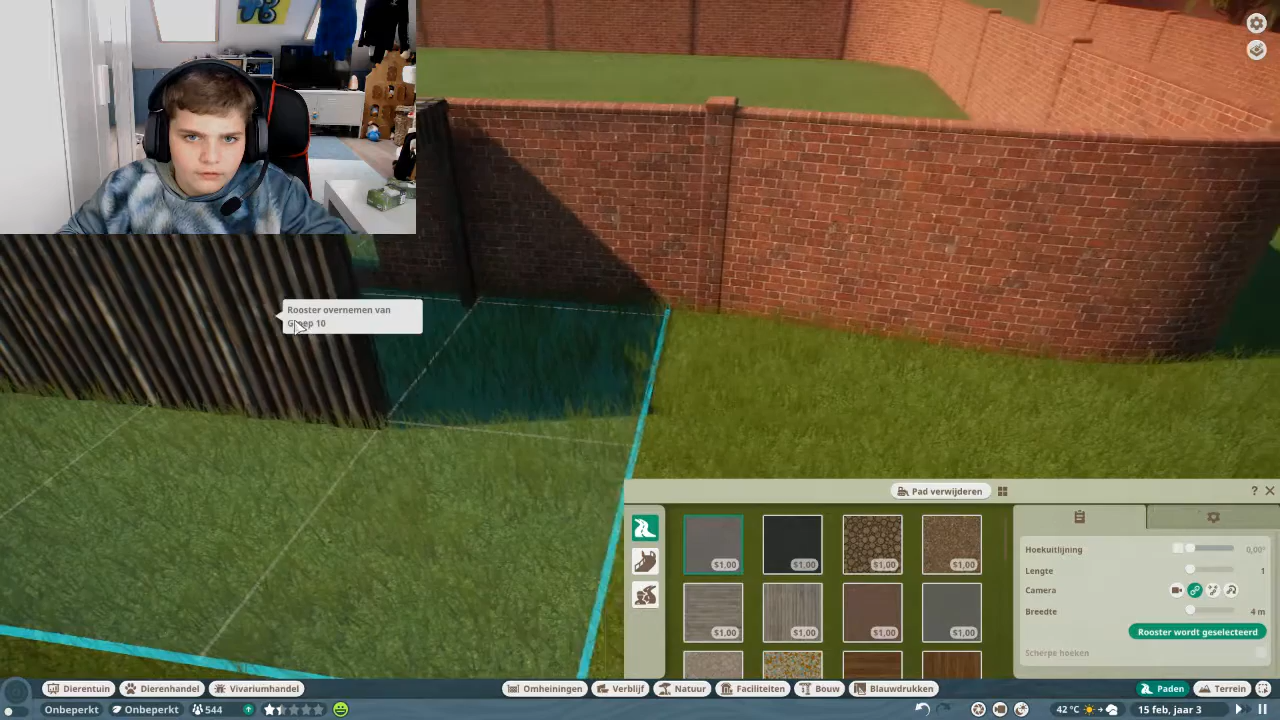 Rooster overnemen van
Groep 10
Pad verwijderen
?
$1,00
$1,00
$1,00
$1,00
$1,00
$1,00
$1,00
$1,00
Hoekuitlijning 0,00°
Lengte 1
Camera
Breedte 4 m
Rooster wordt geselecteerd
Scherpe hoeken
Dierentuin Dierenhandel Vivariumhandel Omheiningen Verblijf Natuur Faciliteiten Bouw Blauwdrukken Paden Terrein
Onbeperkt Onbeperkt 544 42 °C 15 feb, jaar 3